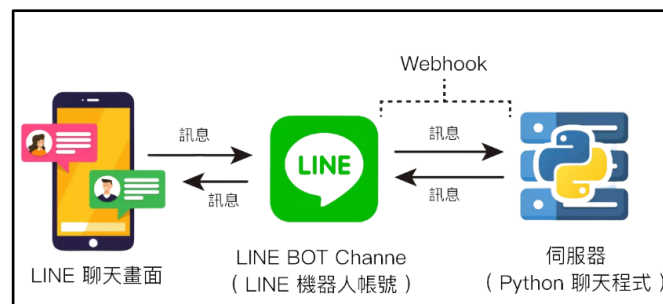 Webhook
訊息
訊息
訊息
訊息
LINE
LINE 聊天畫面
LINE BOT Channe
（ LINE 機器人帳號 ）
伺服器
（ Python 聊天程式 ）